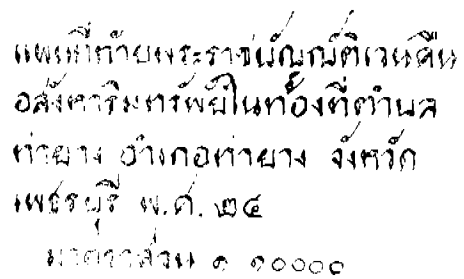 แผนที่ท้ายพระราชบัญญัติเวนคืน
อสังหาริมทรัพย์ในท้องที่ตำบล
ท่ายาง อำเภอท่ายาง จังหวัด
เพชรบุรี พ.ศ. ๒๔
มาตราส่วน ๑ ๑๐๐๐๐